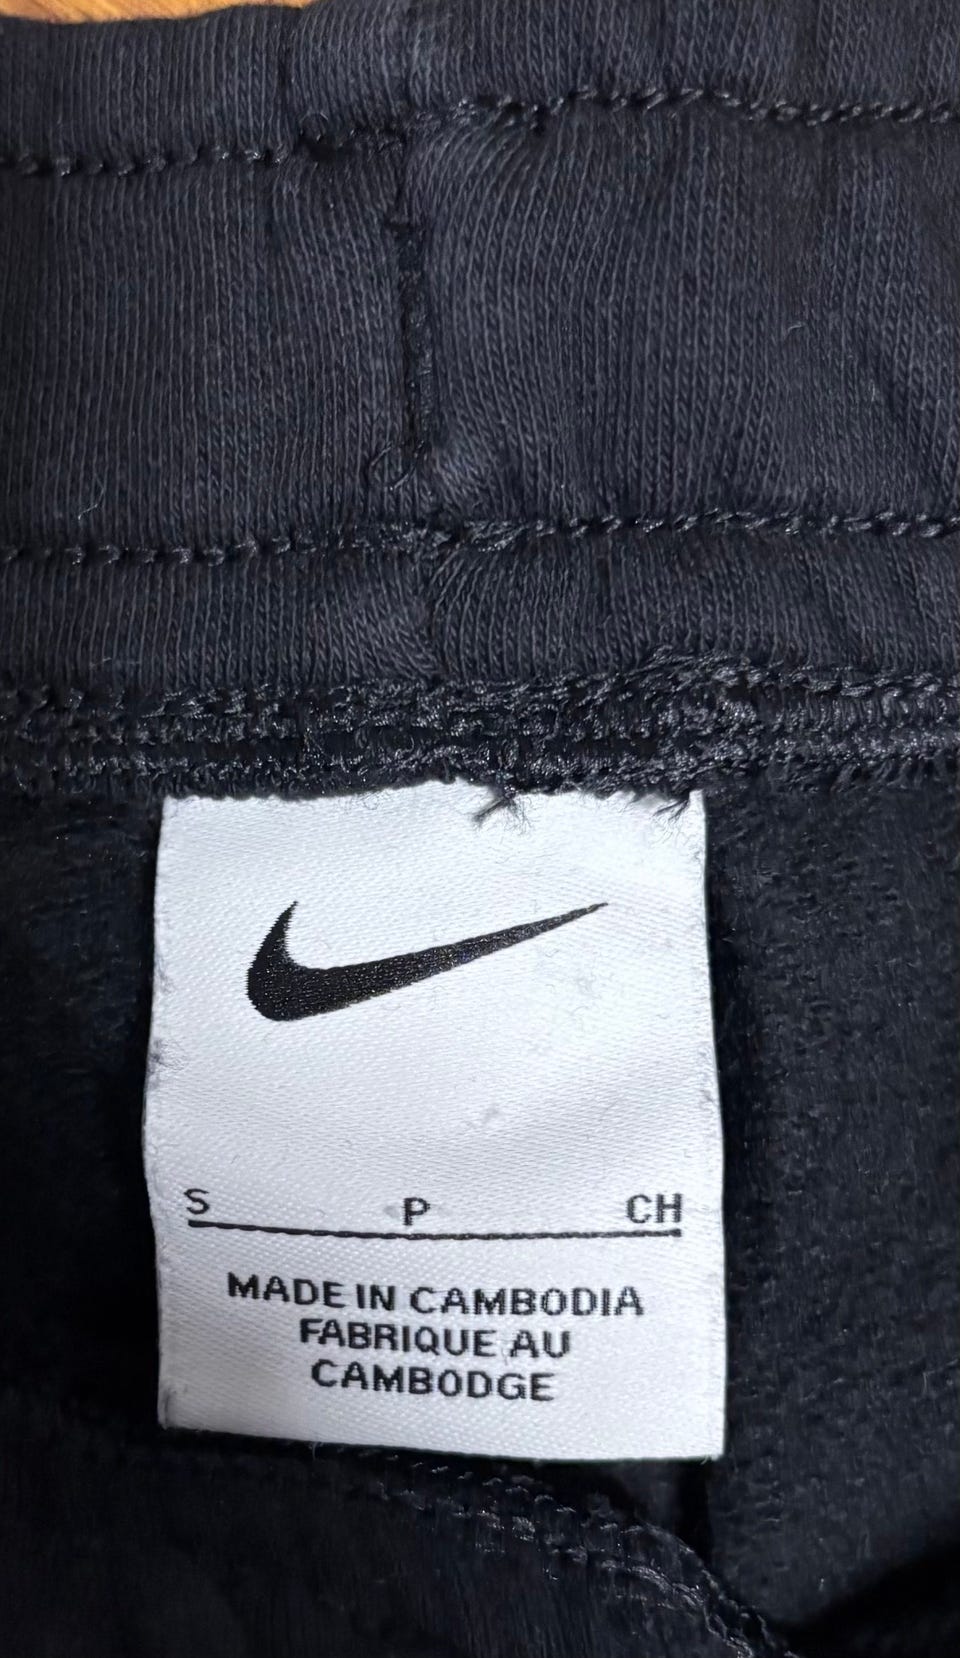 S P CH
MADE IN CAMBODIA
FABRIQUE AU
CAMBODGE